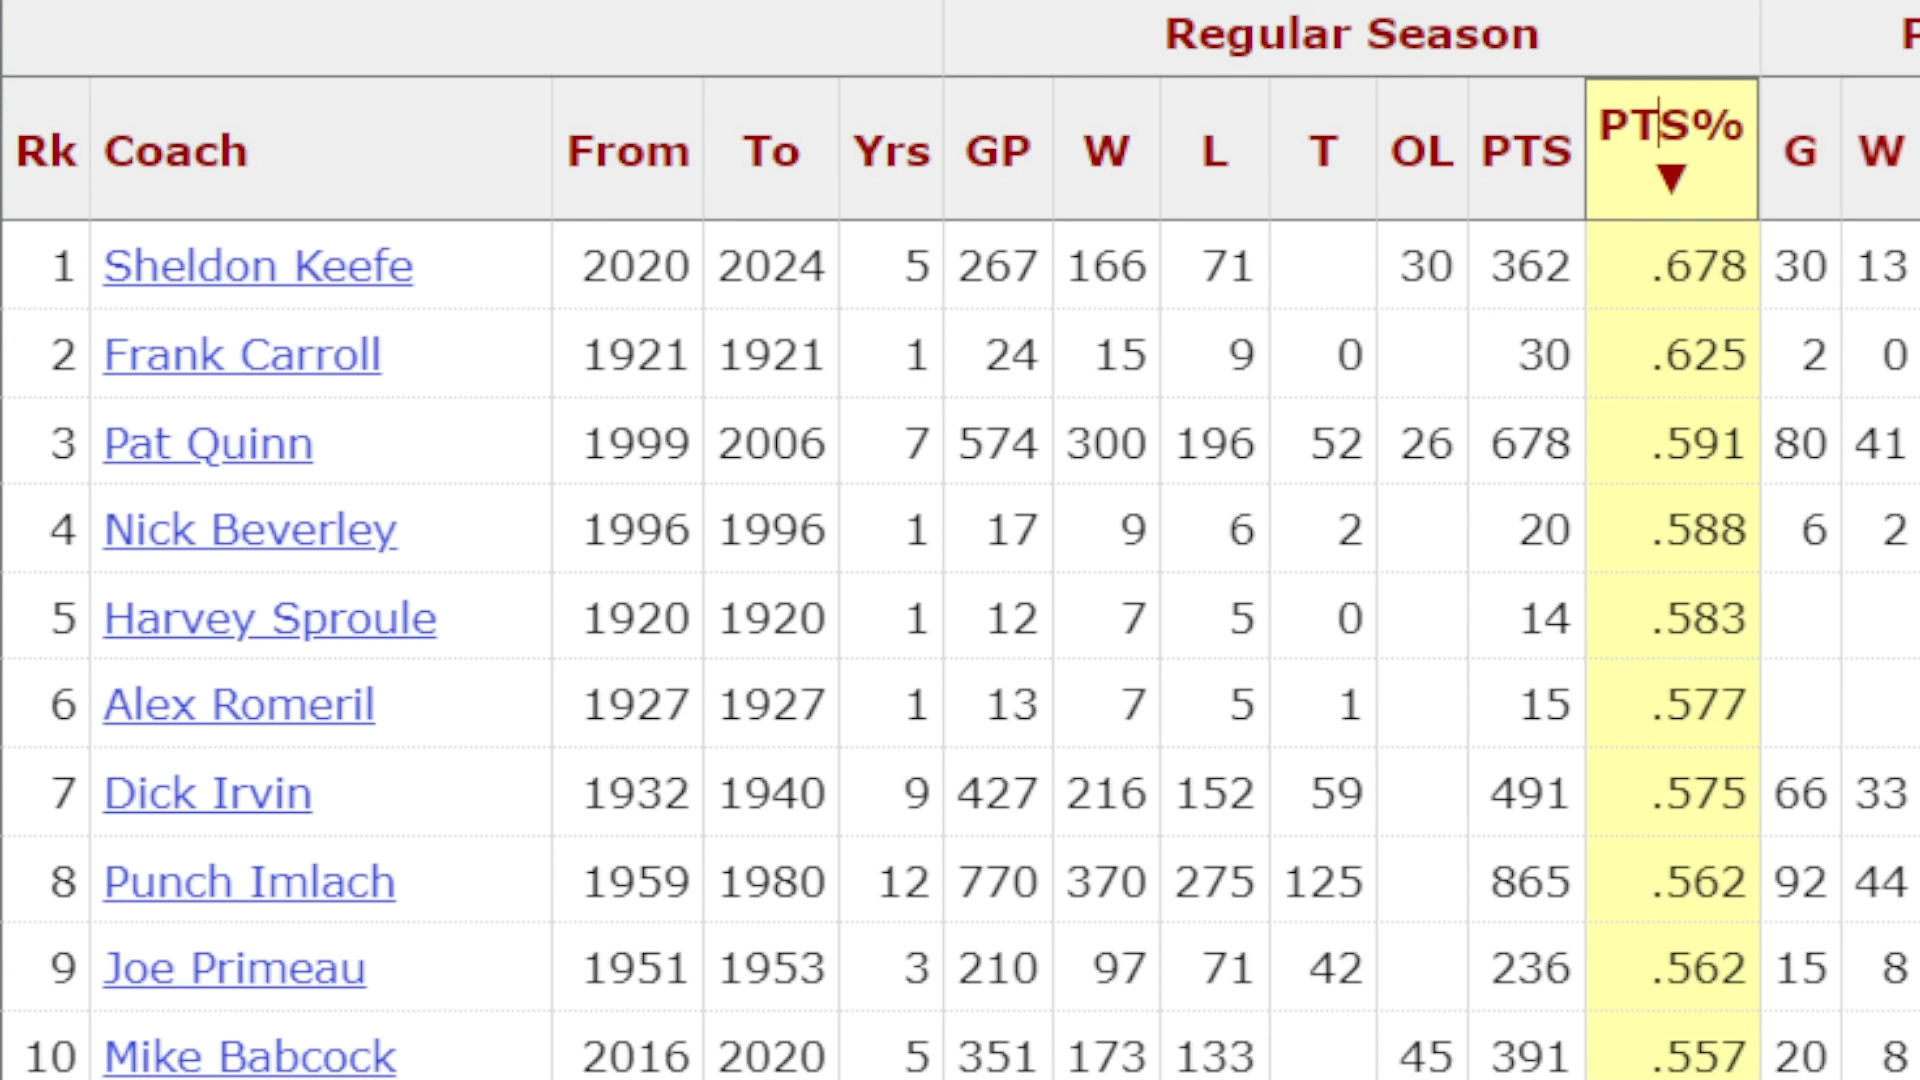 Regular Season P
Rk Coach From To Yrs GP W L T OL PTS PTS% ▼ G W
1 Sheldon Keefe 2020 2024 5 267 166 71 30 362 .678 30 13
2 Frank Carroll 1921 1921 1 24 15 9 0 30 .625 2 0
3 Pat Quinn 1999 2006 7 574 300 196 52 26 678 .591 80 41
4 Nick Beverley 1996 1996 1 17 9 6 2 20 .588 6 2
5 Harvey Sproule 1920 1920 1 12 7 5 0 14 .583
6 Alex Romeril 1927 1927 1 13 7 5 1 15 .577
7 Dick Irvin 1932 1940 9 427 216 152 59 491 .575 66 33
8 Punch Imlach 1959 1980 12 770 370 275 125 865 .562 92 44
9 Joe Primeau 1951 1953 3 210 97 71 42 236 .562 15 8
10 Mike Babcock 2016 2020 5 351 173 133 45 391 .557 20 8